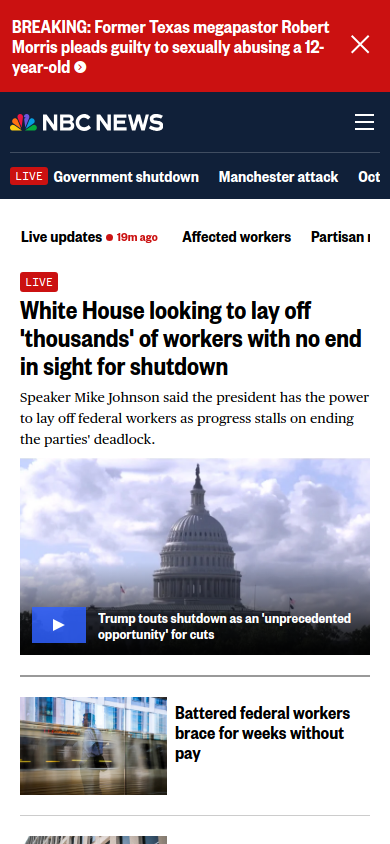 BREAKING: Former Texas megapastor Robert
Morris pleads guilty to sexually abusing a 12-
year-old
NBC NEWS
LIVE Government shutdown Manchester attack Oct
Live updates 19m ago Affected workers Partisan
LIVE
White House looking to lay off
'thousands' of workers with no end
in sight for shutdown
Speaker Mike Johnson said the president has the power
to lay off federal workers as progress stalls on ending
the parties' deadlock.
Trump touts shutdown as an 'unprecedented
opportunity' for cuts
Battered federal workers
brace for weeks without
pay